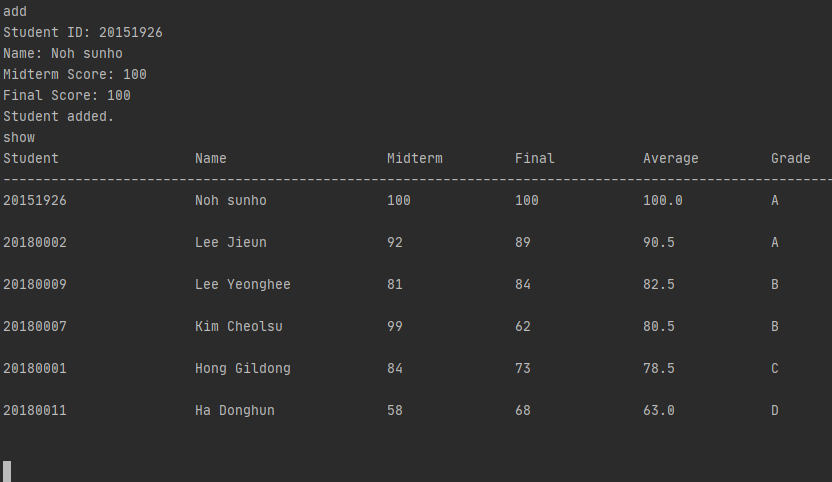 add
Student ID: 20151926
Name: Noh sunho
Midterm Score: 100
Final Score: 100
Student added.
show
Student Name Midterm Final Average Grade
--------------------------------------------------------------------------------------------------------
20151926 Noh sunho 100 100 100.0 A
20180002 Lee Jieun 92 89 90.5 A
20180009 Lee Yeonghee 81 84 82.5 B
20180007 Kim Cheolsu 99 62 80.5 B
20180001 Hong Gildong 84 73 78.5 C
20180011 Ha Donghun 58 68 63.0 D